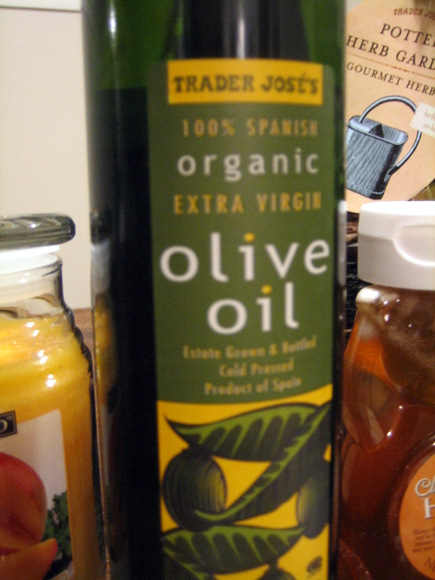 TRADER JOSÉ'S
100% SPANISH
organic
EXTRA VIRGIN
olive
oil
Estate Grown & Bottled
Cold Pressed
Product of Spain
TRADER JOE
POTTE
HERB GARD
GOURMET HERB
H